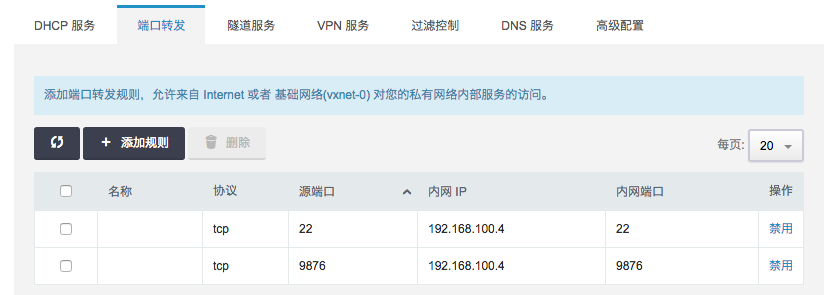 DHCP 服务 端口转发 隧道服务 VPN 服务 过滤控制 DNS 服务 高级配置
添加端口转发规则，允许来自 Internet 或者 基础网络(vxnet-0) 对您的私有网络内部服务的访问。
添加规则 删除 每页: 20
名称 协议 源端口 内网 IP 内网端口 操作
tcp 22 192.168.100.4 22 禁用
tcp 9876 192.168.100.4 9876 禁用